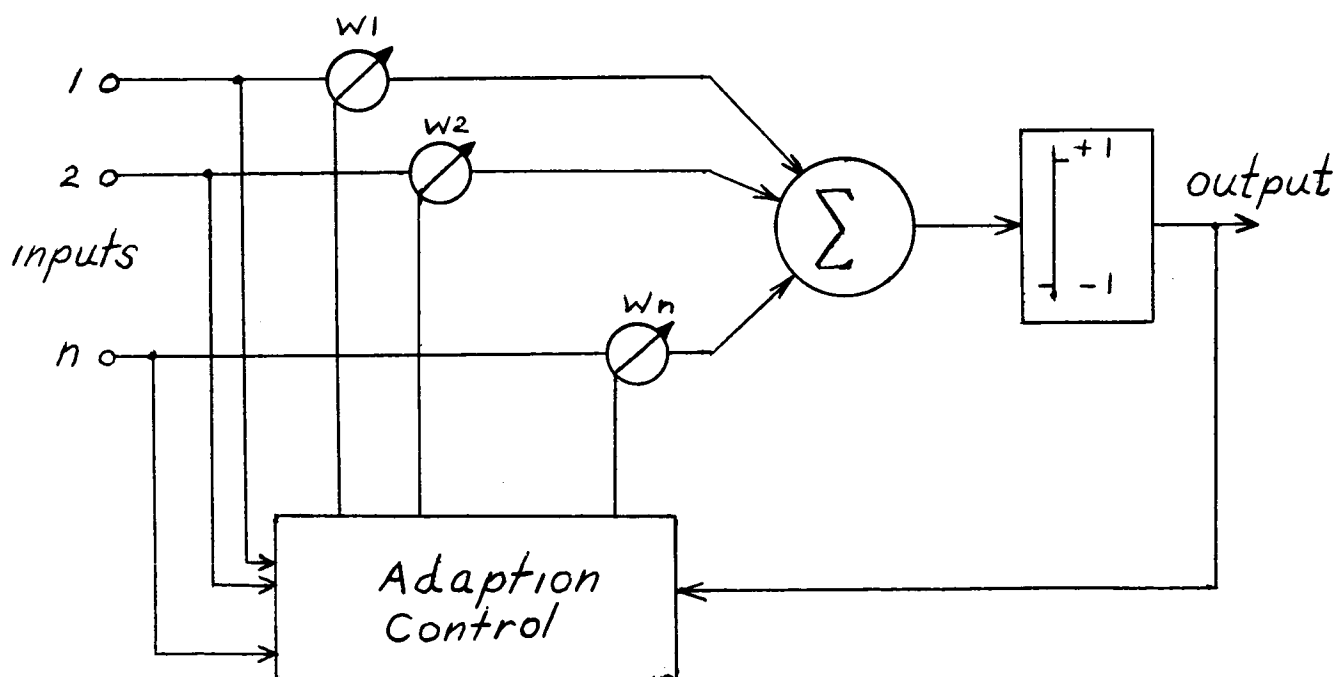 W1
1
W2
2
inputs
Wn
n
Σ
+1
-1
output
Adaption
Control